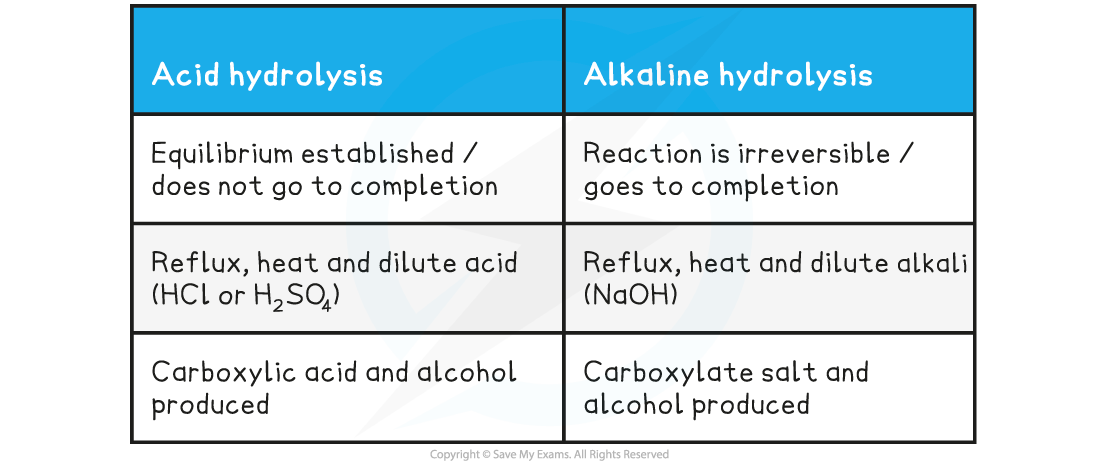 Acid hydrolysis
Alkaline hydrolysis
Equilibrium established /
does not go to completion
Reaction is irreversible /
goes to completion
Reflux, heat and dilute acid
(HCl or H₂SO₄)
Reflux, heat and dilute alkali
(NaOH)
Carboxylic acid and alcohol
produced
Carboxylate salt and
alcohol produced
Copyright © Save My Exams. All Rights Reserved